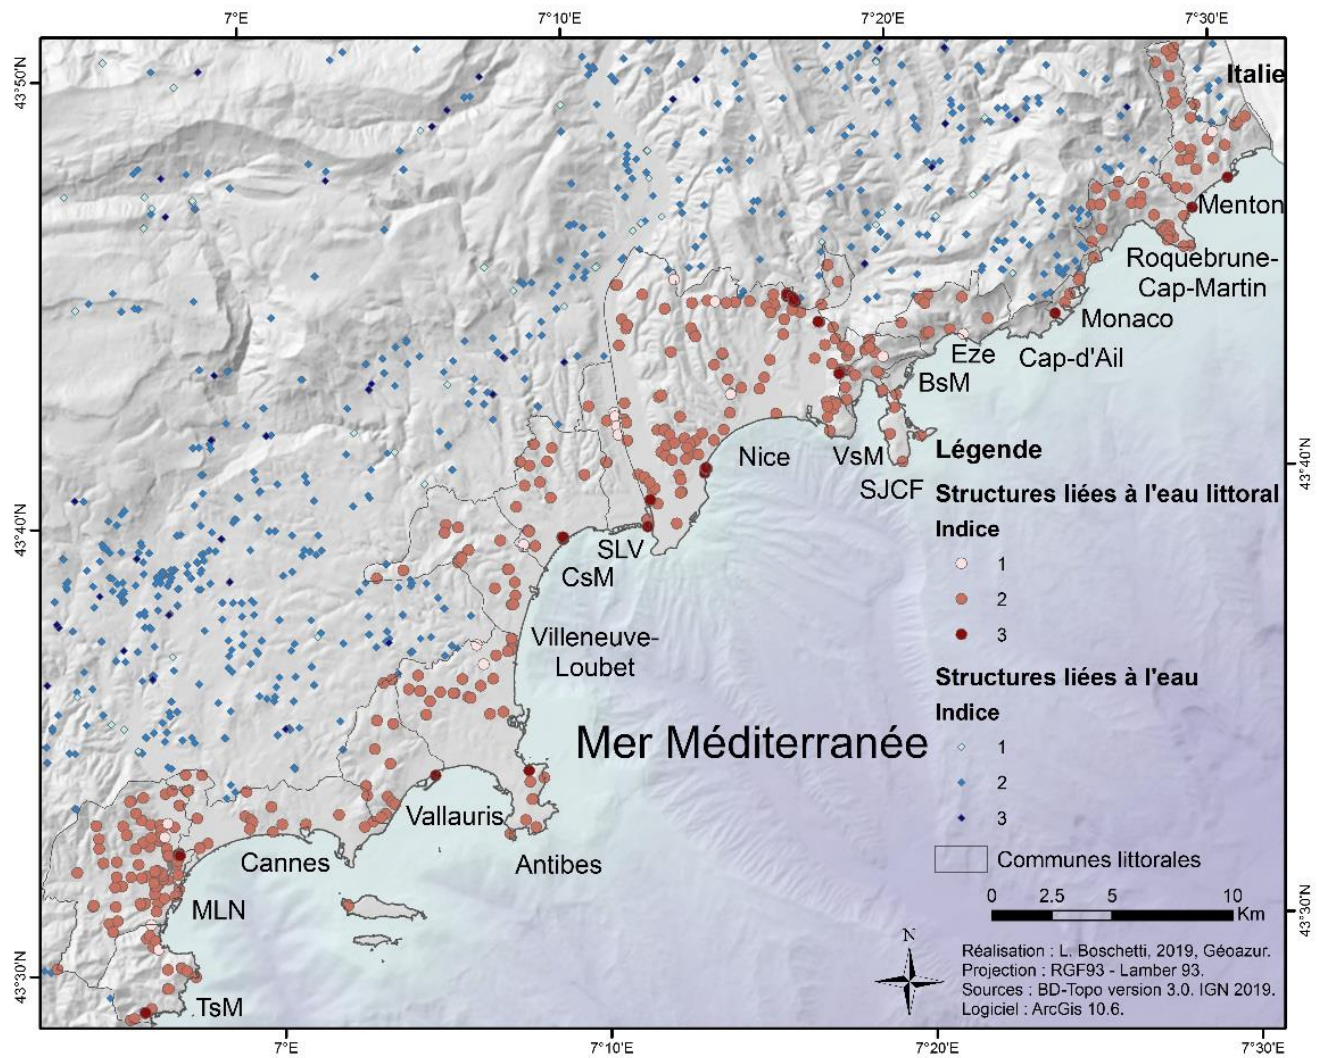 7°E
7°10'E
7°20'E
7°30'E
43°50'N
Italie
Menton
Roquebrune-
Cap-Martin
Monaco
Eze
Cap-d'Ail
BsM
Nice
VsM
SJCF
43°40'N
43°40'N
SLV
CsM
Villeneuve-
Loubet
Mer Méditerranée
Vallauris
Cannes
Antibes
MLN
TsM
Légende
Structures liées à l'eau littoral
Indice
1
2
3
Structures liées à l'eau
Indice
1
2
3
Communes littorales
0
2.5
5
10
Km
N
Réalisation : L. Boschetti, 2019, Géoazur.
Projection : RGF93 - Lamber 93.
Sources : BD-Topo version 3.0. IGN 2019.
Logiciel : ArcGis 10.6.
43°30'N
43°30'N
7°E
7°10'E
7°20'E
7°30'E